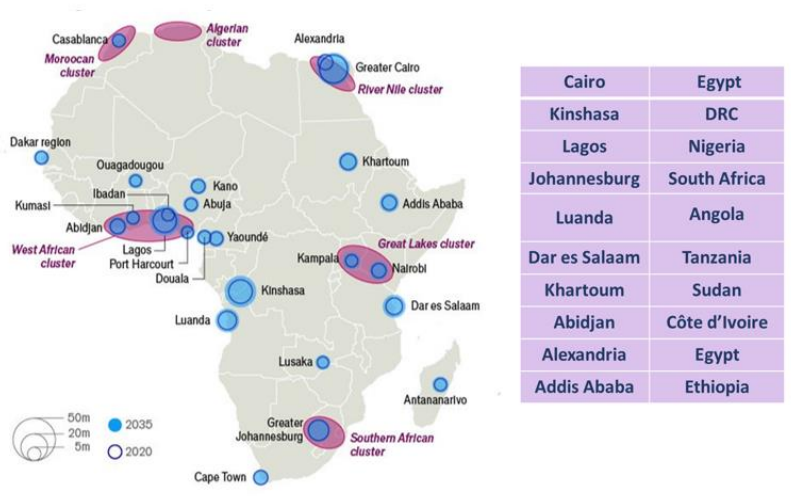 Algerian
cluster
Casablanca
Moroocan
cluster
Alexandria
Greater Cairo
River Nile cluster
Dakar region
Ouagadougou
Khartoum
Kano
Ibadan
Abuja
Kumasi
Addis Ababa
Abidjan
Lagos
Yaoundé
West African
cluster
Port Harcourt
Douala
Great Lakes cluster
Kampala
Nairobi
Kinshasa
Dar es Salaam
Luanda
Lusaka
Antananarivo
Greater
Johannesburg
Southern African
cluster
Cape Town
50m
20m
5m
2035
2020
Cairo Egypt
Kinshasa DRC
Lagos Nigeria
Johannesburg South Africa
Luanda Angola
Dar es Salaam Tanzania
Khartoum Sudan
Abidjan Côte d'Ivoire
Alexandria Egypt
Addis Ababa Ethiopia